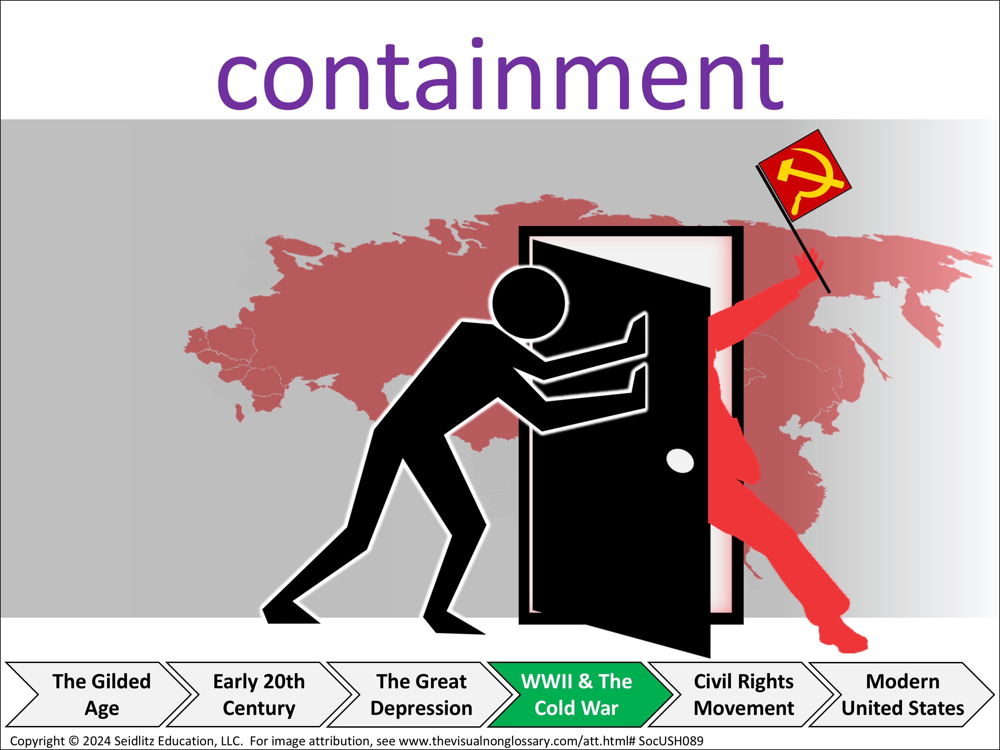 containment
The Gilded
Age
Early 20th
Century
The Great
Depression
WWII & The
Cold War
Civil Rights
Movement
Modern
United States
Copyright © 2024 Seidlitz Education, LLC.  For image attribution, see www.thevisualnonglossary.com/att.html# SocUSH089